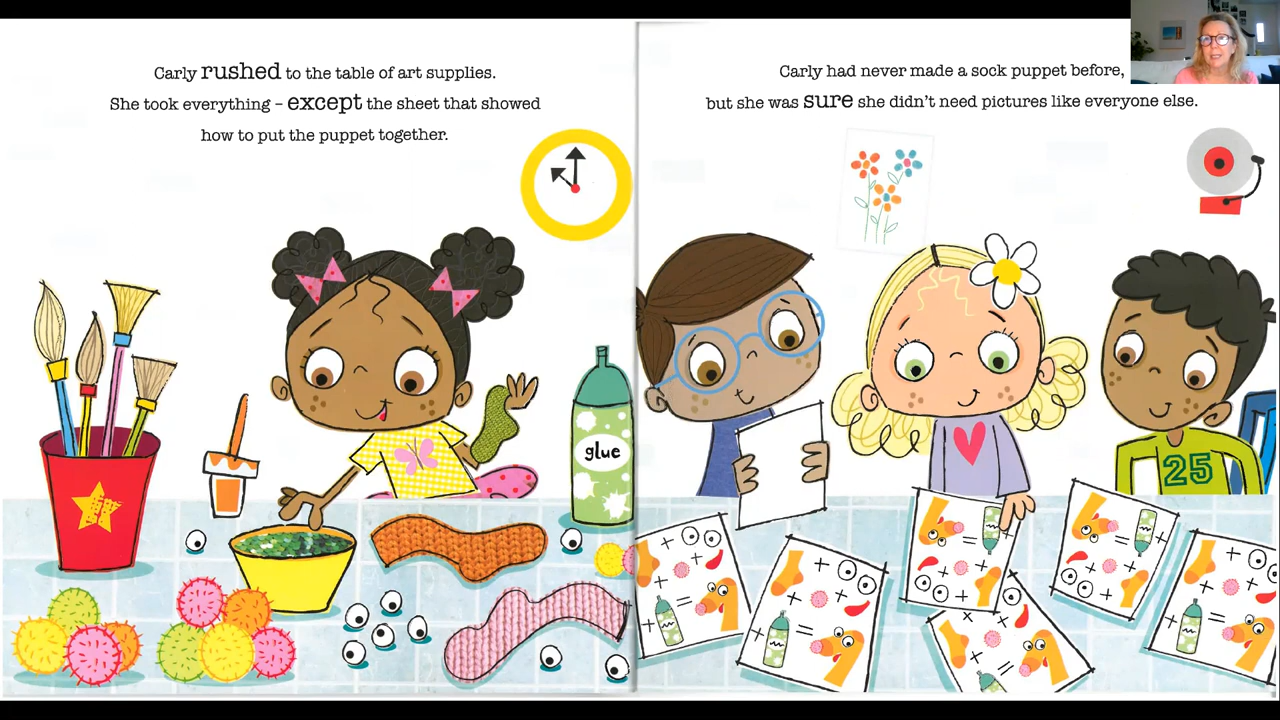 Carly rushed to the table of art supplies.
She took everything – except the sheet that showed
how to put the puppet together.
Carly had never made a sock puppet before,
but she was sure she didn't need pictures like everyone else.
glue
25